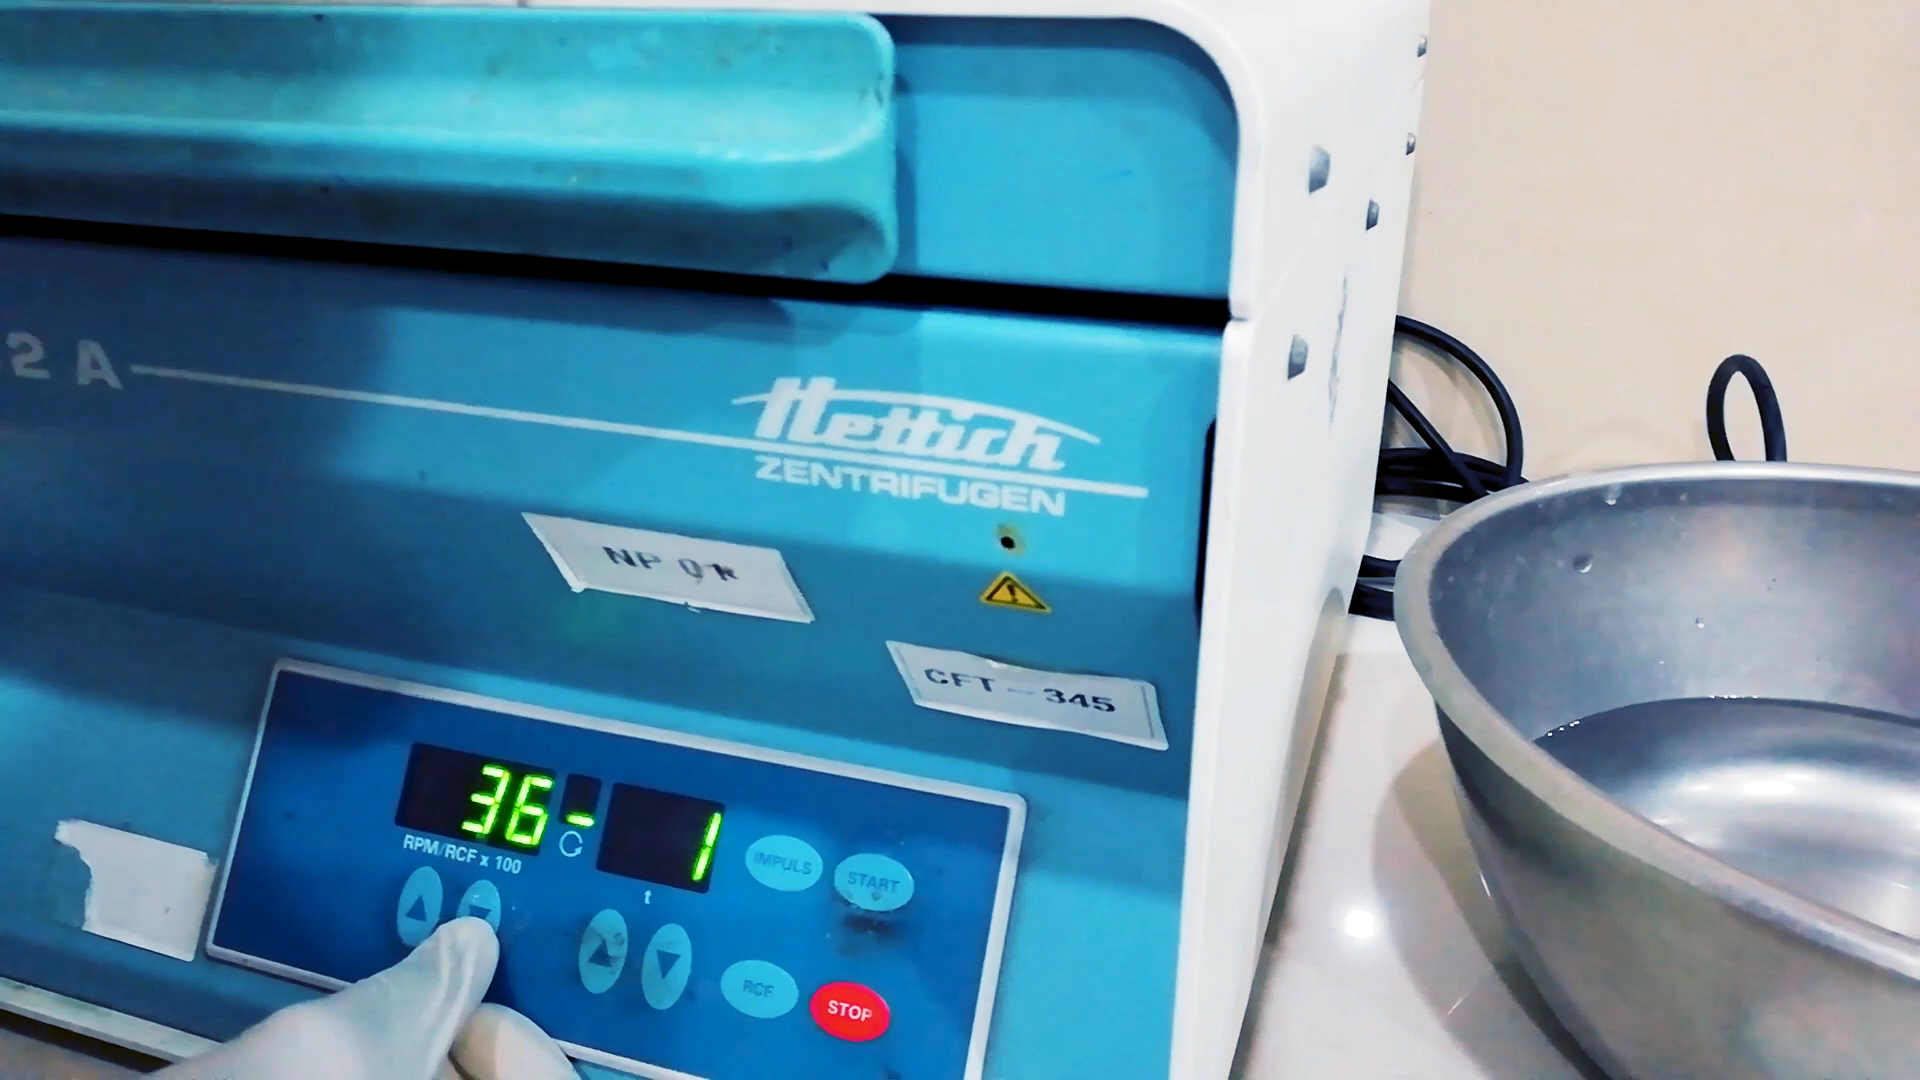 2 A
Hettich
ZENTRIFUGEN
NP 01
CFT - 345
36 - 1
RPM/RCF x 100
t
IMPULS
START
RCF
STOP